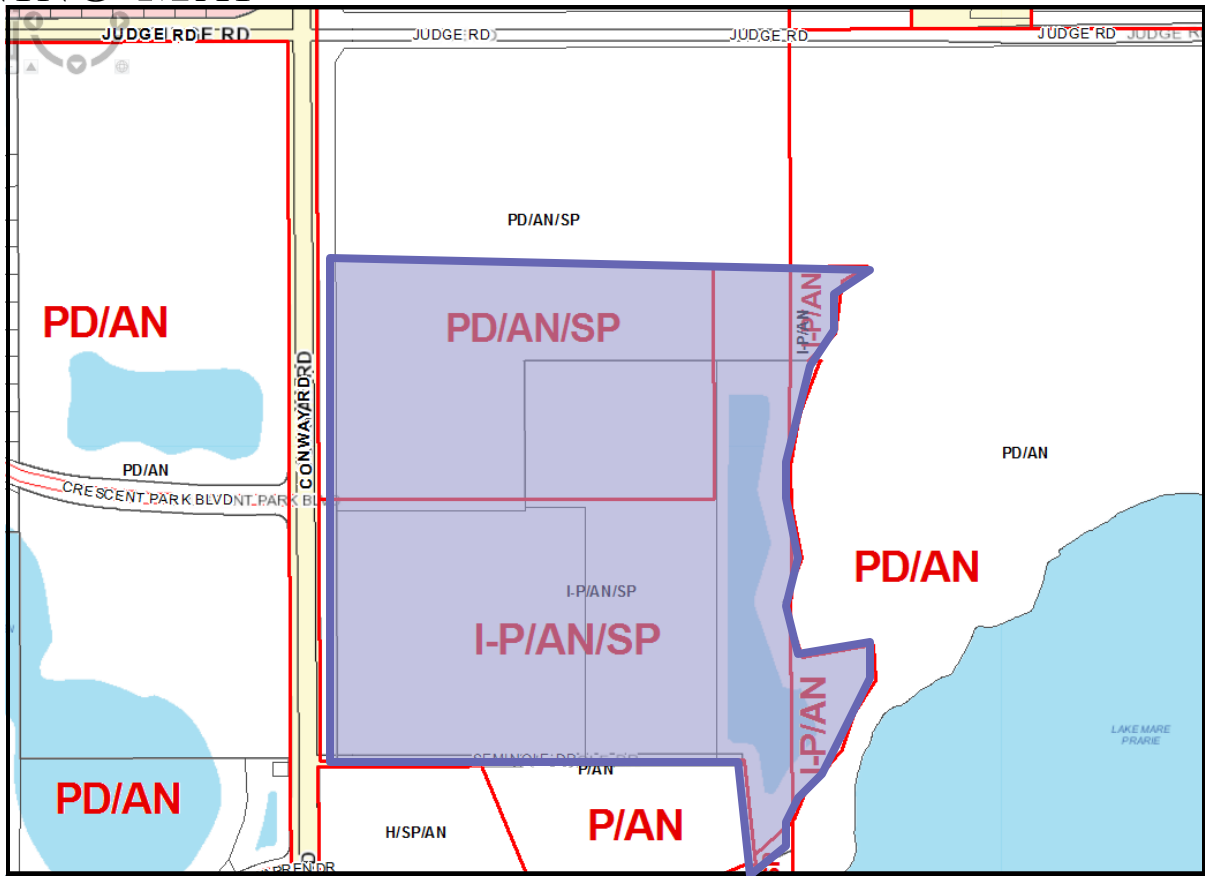 JUDGE RD
JUDGE RD
JUDGE RD
JUDGE RD
JUDGE R
PD/AN/SP
PD/AN
PD/AN/SP
I-P/AN
I-P/AN
CONWAY RD
PD/AN
PD/AN
CRESCENT PARK BLVD
PD/AN
I-P/AN/SP
I-P/AN/SP
I-P/AN
LAKE MARE
PRARIE
SEMINOLE DR
P/AN
PD/AN
P/AN
H/SP/AN